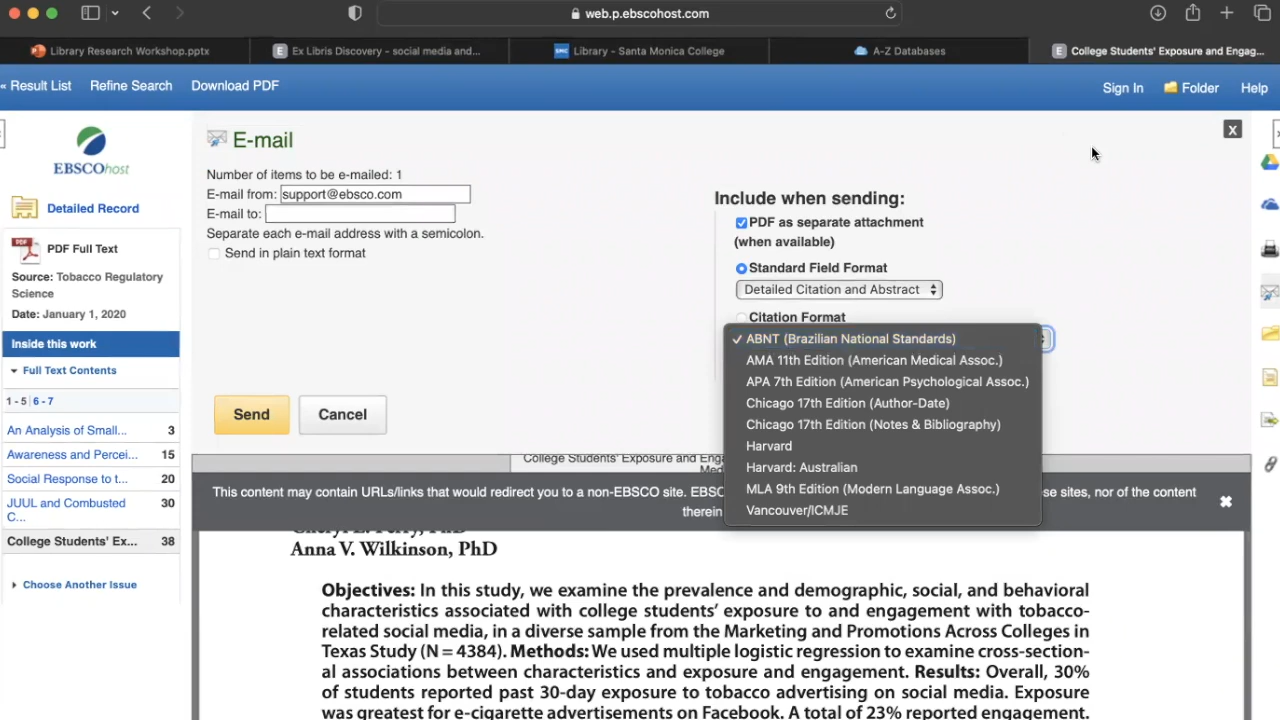 web.p.ebscohost.com
Library Research Workshop.pptx
E Ex Libris Discovery - social media and...
SMC Library - Santa Monica College
A-Z Databases
E College Students' Exposure and Engag...
« Result List Refine Search Download PDF
Sign In Folder Help
EBSCOhost
Detailed Record
PDF Full Text
Source: Tobacco Regulatory
Science
Date: January 1, 2020
Inside this work
Full Text Contents
1 - 5 6 - 7
An Analysis of Small... 3
Awareness and Percei... 15
Social Response to t... 20
JUUL and Combusted 30
C...
College Students' Ex... 38
Choose Another Issue
E-mail
X
Number of items to be e-mailed: 1
E-mail from: support@ebsco.com
E-mail to:
Separate each e-mail address with a semicolon.
Send in plain text format
Send Cancel
Include when sending:
PDF as separate attachment
(when available)
Standard Field Format
Detailed Citation and Abstract
Citation Format
✓ ABNT (Brazilian National Standards)
AMA 11th Edition (American Medical Assoc.)
APA 7th Edition (American Psychological Assoc.)
Chicago 17th Edition (Author-Date)
Chicago 17th Edition (Notes & Bibliography)
Harvard
Harvard: Australian
MLA 9th Edition (Modern Language Assoc.)
Vancouver/ICMJE
College Students' Exposure and Enga
Med
This content may contain URLs/links that would redirect you to a non-EBSCO site. EBSC
se sites, nor of the content
therein
Anna V. Wilkinson, PhD
Objectives: In this study, we examine the prevalence and demographic, social, and behavioral
characteristics associated with college students' exposure to and engagement with tobacco-
related social media, in a diverse sample from the Marketing and Promotions Across Colleges in
Texas Study (N = 4384). Methods: We used multiple logistic regression to examine cross-section-
al associations between characteristics and exposure and engagement. Results: Overall, 30%
of students reported past 30-day exposure to tobacco advertising on social media. Exposure
was greatest for e-cigarette advertisements on Facebook. A total of 23% reported engagement.